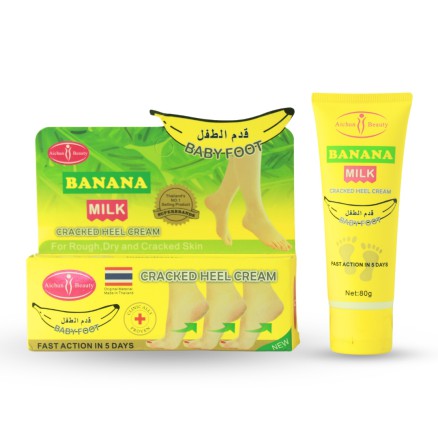 قدم الطفل
BABY FOOT
Aichun Beauty
BANANA
MILK
CRACKED HEEL CREAM
For Rough, Dry and Cracked Skin
Aichun Beauty
CRACKED HEEL CREAM
قدم الطفل
BABY FOOT
FAST ACTION IN 5 DAYS
NEW
Aichun Beauty
BANANA
MILK
CRACKED HEEL CREAM
قدم الطفل
BABY FOOT
FAST ACTION IN 5 DAYS
Net:80g